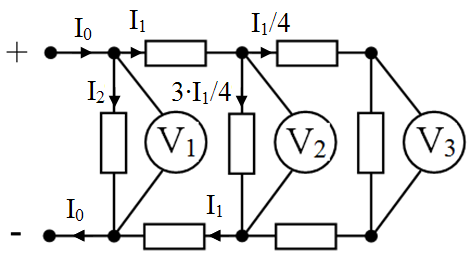 I₀ I₁ I₁/4
+
I₂ 3·I₁/4
V₁ V₂ V₃
I₀ I₁
-